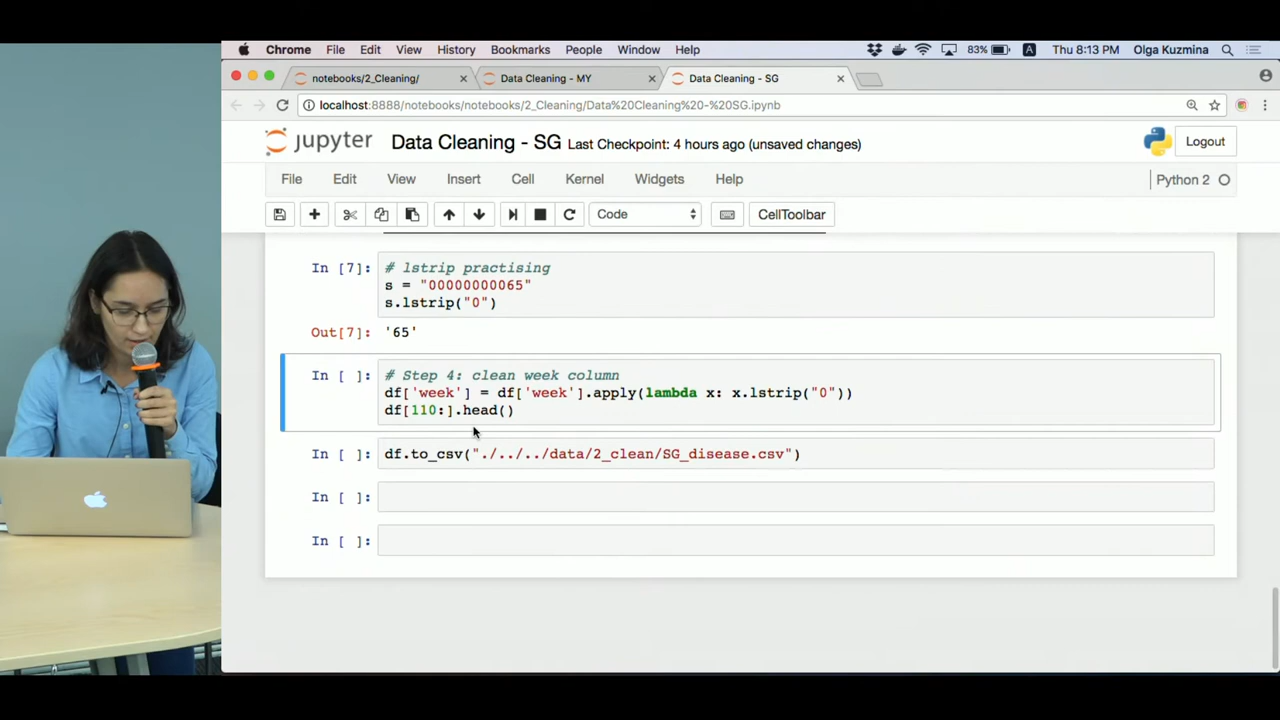 Chrome File Edit View History Bookmarks People Window Help 83% A Thu 8:13 PM Olga Kuzmina
notebooks/2_Cleaning/ Data Cleaning - MY Data Cleaning - SG
localhost:8888/notebooks/notebooks/2_Cleaning/Data%20Cleaning%20-%20SG.ipynb
jupyter Data Cleaning - SG Last Checkpoint: 4 hours ago (unsaved changes) Logout
File Edit View Insert Cell Kernel Widgets Help Python 2
Code CellToolbar
In [7]: # lstrip practising
s = "00000000065"
s.lstrip("0")
Out[7]: '65'
In [ ]: # Step 4: clean week column
df['week'] = df['week'].apply(lambda x: x.lstrip("0"))
df[110:].head()
In [ ]: df.to_csv("./../../data/2_clean/SG_disease.csv")
In [ ]:
In [ ]: